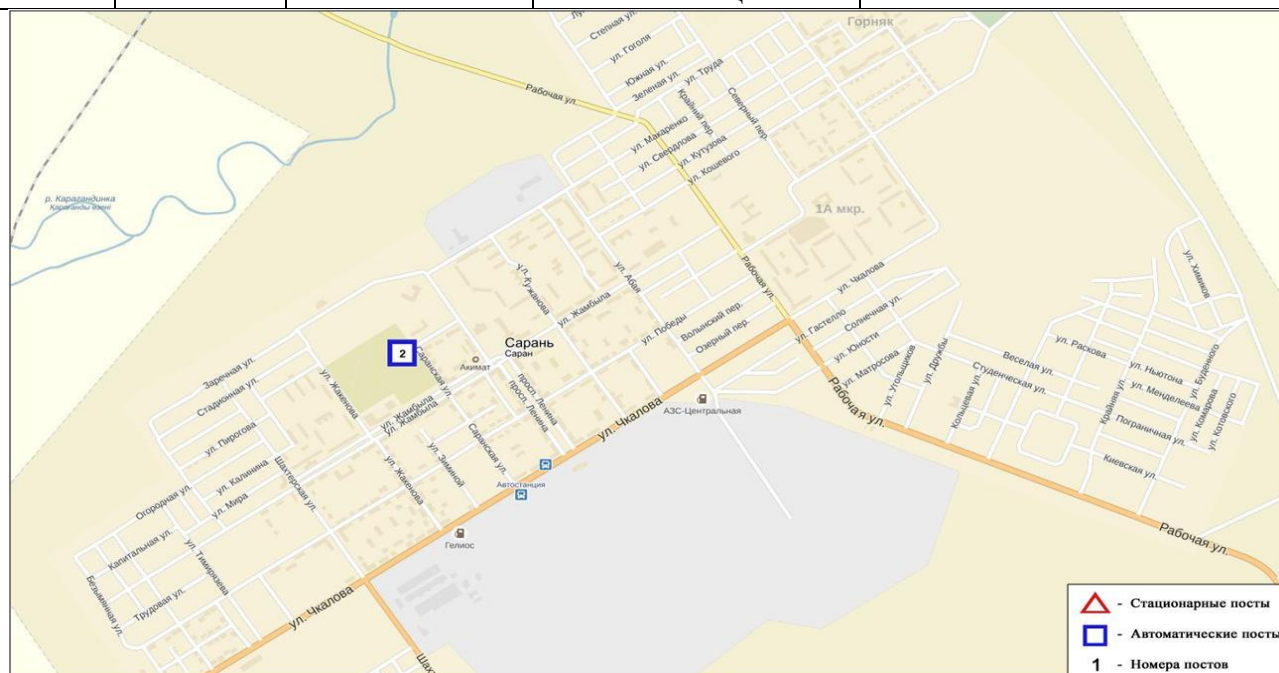 Горняк
Степная ул.
ул. Гоголя
Южная ул.
Зеленая ул.
ул. Труда
Рабочая ул.
Крайний пер.
Северный пер.
ул. Макаренко
ул. Свердлова
ул. Кутузова
ул. Кошевого
р. Карагандинка
1А мкр.
ул. Химиков
ул. Кужанова
ул. Абая
Рабочая ул.
ул. Чкалова
ул. Жамбыла
Волынский пер.
Озерный пер.
ул. Победы
ул. Гастелло
Солнечная ул.
ул. Юности
ул. Матросова
ул. Угольщиков
ул. Дружбы
Сарань
Саран
2
Акимат
Саранская ул.
Заречная ул.
Стадионная ул.
ул. Жакенова
ул. Жамбыла
ул. Жамбыла
просп. Ленина
просп. Ленина
АЗС-Центральная
ул. Чкалова
Рабочая ул.
Веселая ул.
Студенческая ул.
Кольцевая ул.
ул. Раскова
ул. Ньютона
ул. Менделеева
ул. Буденного
ул. Комарова
ул. Котовского
Крайняя ул.
Пограничная ул.
Киевская ул.
ул. Пирогова
ул. Калинина
ул. Мира
Огородная ул.
Капитальная ул.
Шахтерская ул.
ул. Жакенова
ул. Зиминой
Саранская ул.
Автостанция
Гелиос
ул. Тимирязева
Трудовая ул.
Безымянная ул.
ул. Чкалова
Рабочая ул.
- Стационарные посты
- Автоматические посты
1 - Номера постов